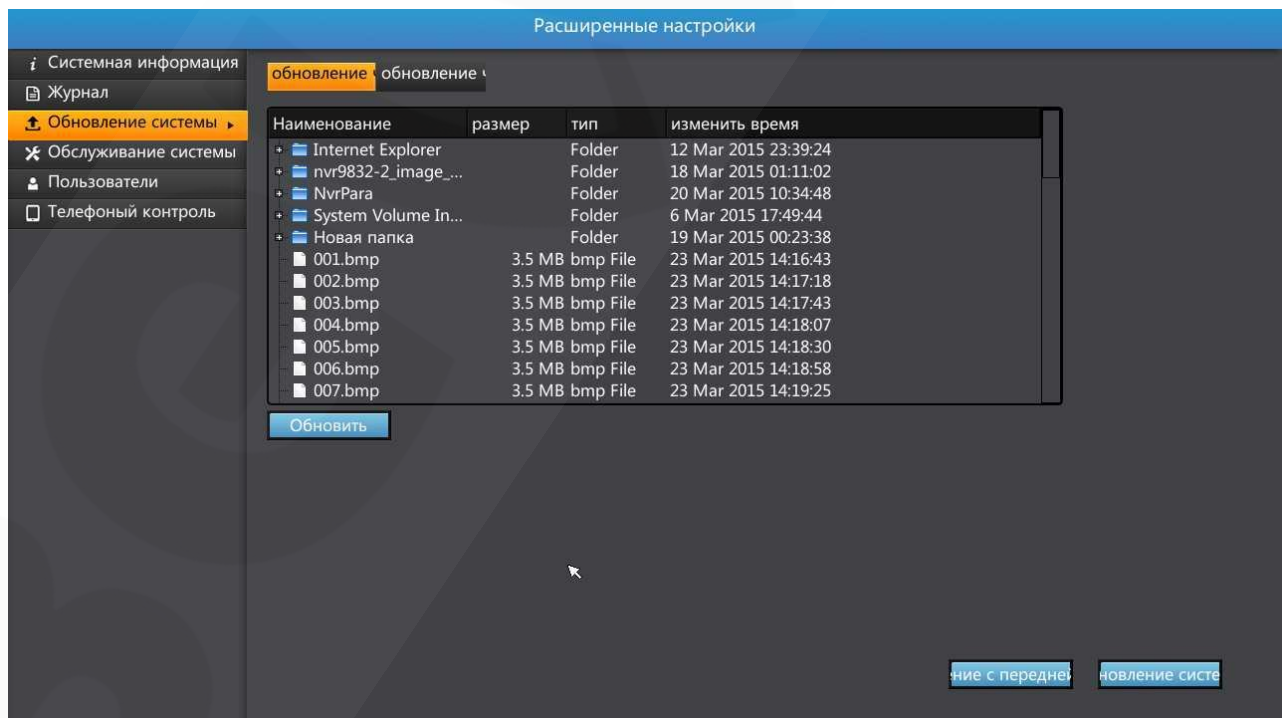 Расширенные настройки
i Системная информация
Журнал
Обновление системы
Обслуживание системы
Пользователи
Телефоный контроль
обновление обновление
Наименование размер тип изменить время
Internet Explorer Folder 12 Mar 2015 23:39:24
nvr9832-2_image_... Folder 18 Mar 2015 01:11:02
NvrPara Folder 20 Mar 2015 10:34:48
System Volume In... Folder 6 Mar 2015 17:49:44
Новая папка Folder 19 Mar 2015 00:23:38
001.bmp 3.5 MB bmp File 23 Mar 2015 14:16:43
002.bmp 3.5 MB bmp File 23 Mar 2015 14:17:18
003.bmp 3.5 MB bmp File 23 Mar 2015 14:17:43
004.bmp 3.5 MB bmp File 23 Mar 2015 14:18:07
005.bmp 3.5 MB bmp File 23 Mar 2015 14:18:30
006.bmp 3.5 MB bmp File 23 Mar 2015 14:18:58
007.bmp 3.5 MB bmp File 23 Mar 2015 14:19:25
Обновить
ние с передней новление систе